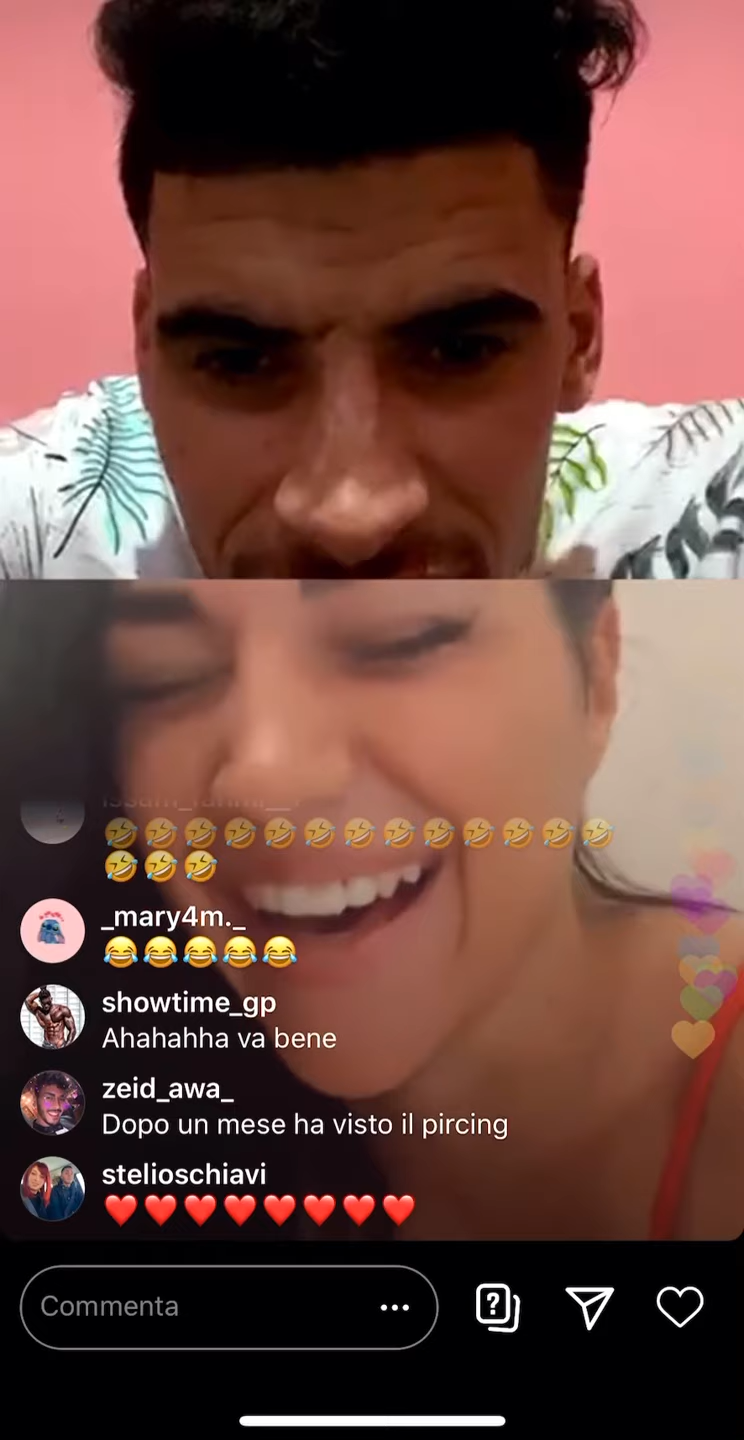 🤣🤣🤣🤣🤣🤣🤣🤣🤣🤣🤣🤣🤣
🤣🤣🤣
_mary4m._
😂😂😂😂😂
showtime_gp
Ahahahha va bene
zeid_awa_
Dopo un mese ha visto il pircing
stelioschiavi
❤️❤️❤️❤️❤️❤️❤️❤️
Commenta